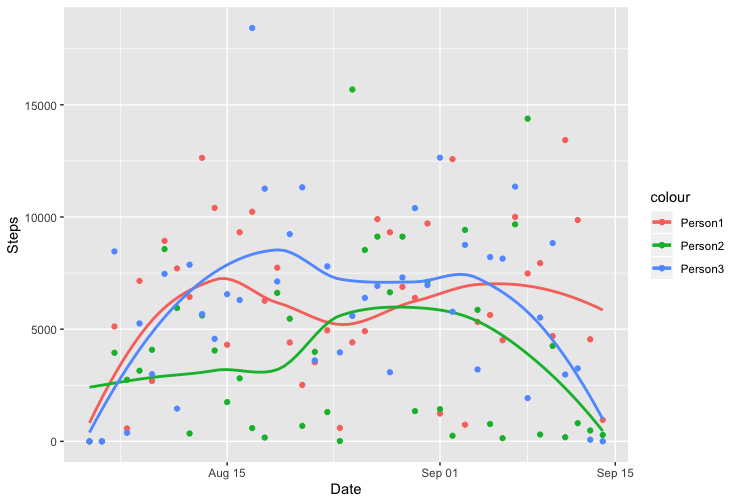 15000
10000
5000
0
Steps
Aug 15
Sep 01
Sep 15
Date
colour
Person1
Person2
Person3